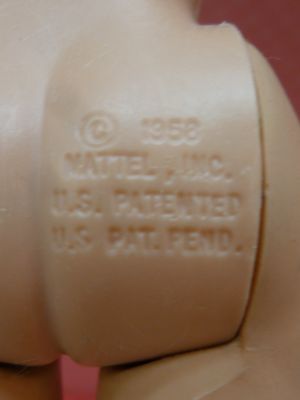 © 1958
MATTEL, INC.
U.S. PATENTED
U.S PAT. PEND.